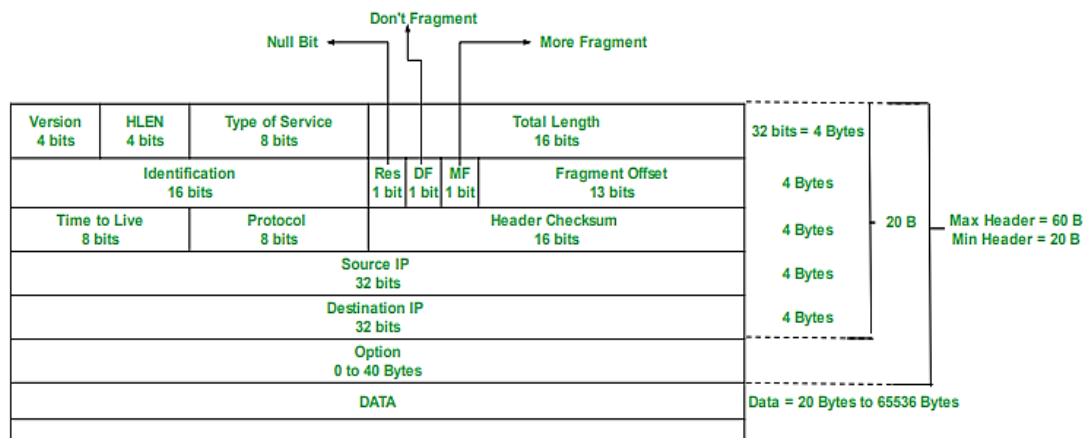 Don't Fragment
Null Bit
More Fragment
Version
4 bits
HLEN
4 bits
Type of Service
8 bits
Total Length
16 bits
32 bits = 4 Bytes
Identification
16 bits
Res
1 bit
DF
1 bit
MF
1 bit
Fragment Offset
13 bits
4 Bytes
Time to Live
8 bits
Protocol
8 bits
Header Checksum
16 bits
4 Bytes
20 B
Max Header = 60 B
Min Header = 20 B
Source IP
32 bits
4 Bytes
Destination IP
32 bits
4 Bytes
Option
0 to 40 Bytes
DATA
Data = 20 Bytes to 65536 Bytes